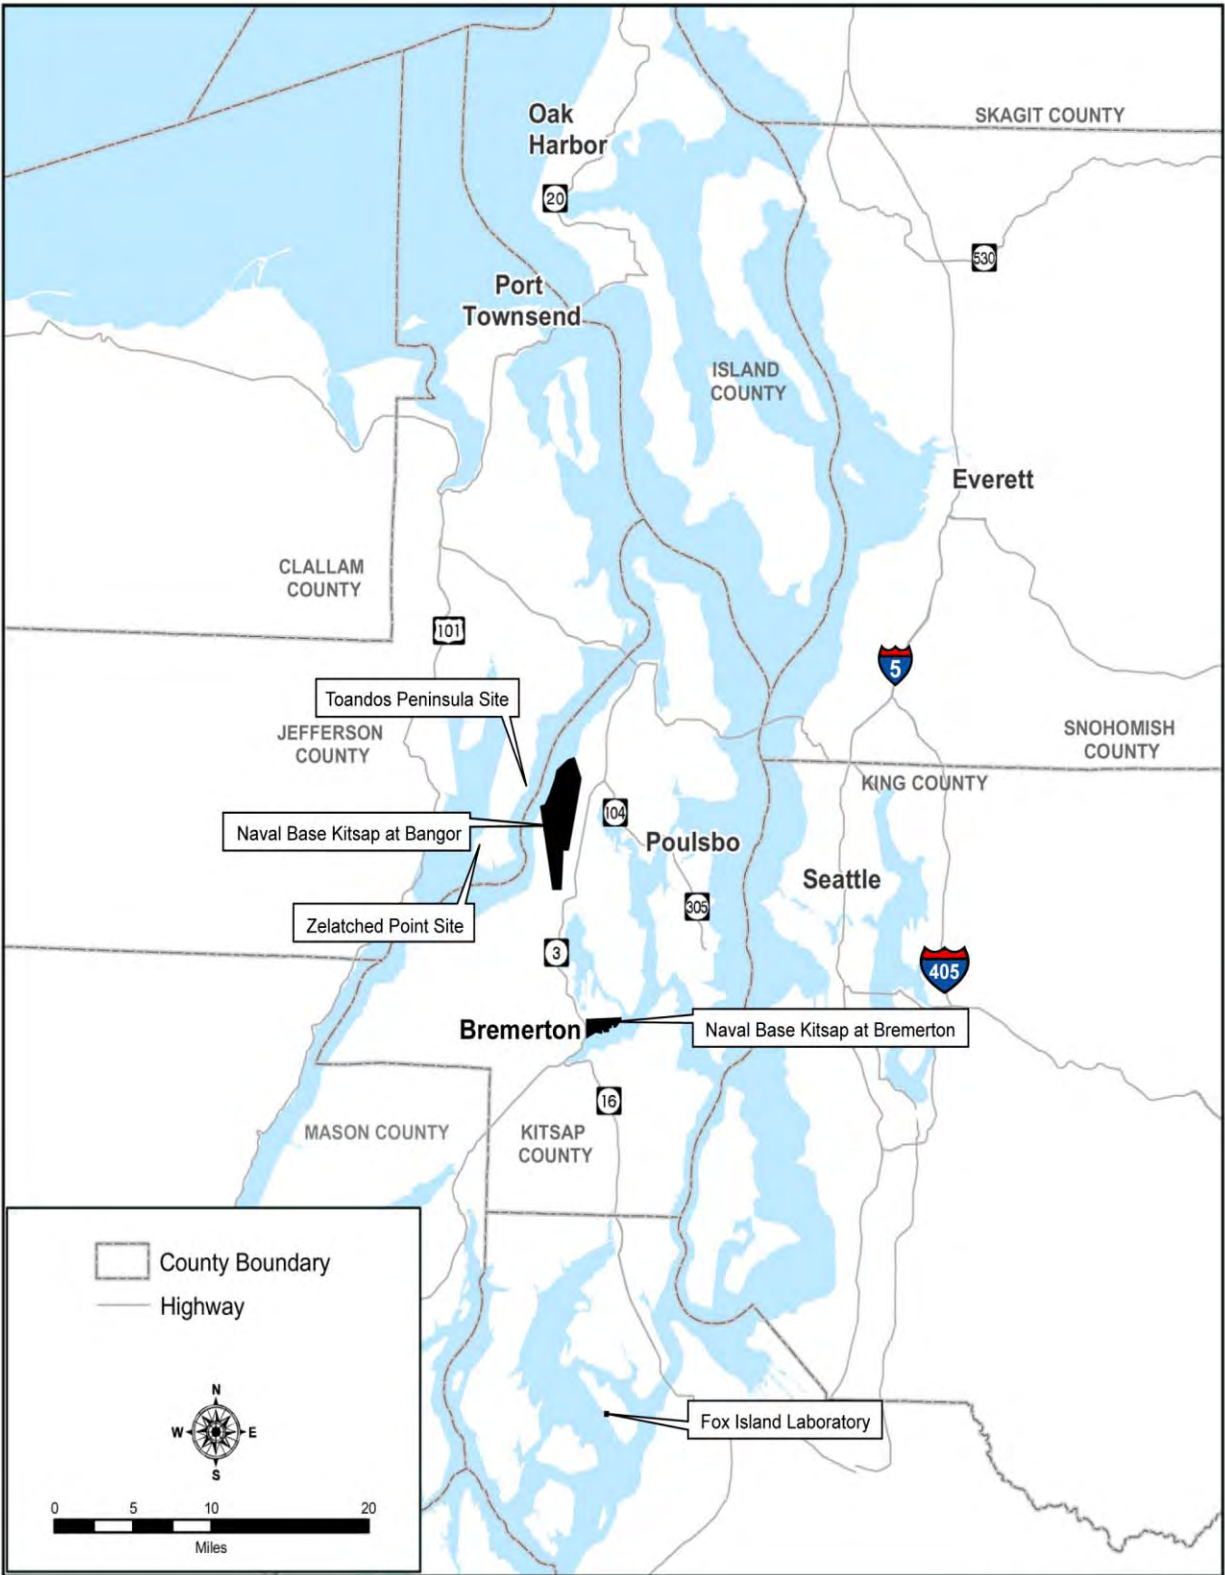 Oak
Harbor
SKAGIT COUNTY
20
530
Port
Townsend
ISLAND
COUNTY
Everett
CLALLAM
COUNTY
101
5
Toandos Peninsula Site
JEFFERSON
COUNTY
SNOHOMISH
COUNTY
KING COUNTY
104
Naval Base Kitsap at Bangor
Poulsbo
Seattle
305
Zelatched Point Site
3
405
Bremerton
Naval Base Kitsap at Bremerton
16
MASON COUNTY
KITSAP
COUNTY
County Boundary
Highway
N
W
E
S
Fox Island Laboratory
0 5 10 20
Miles